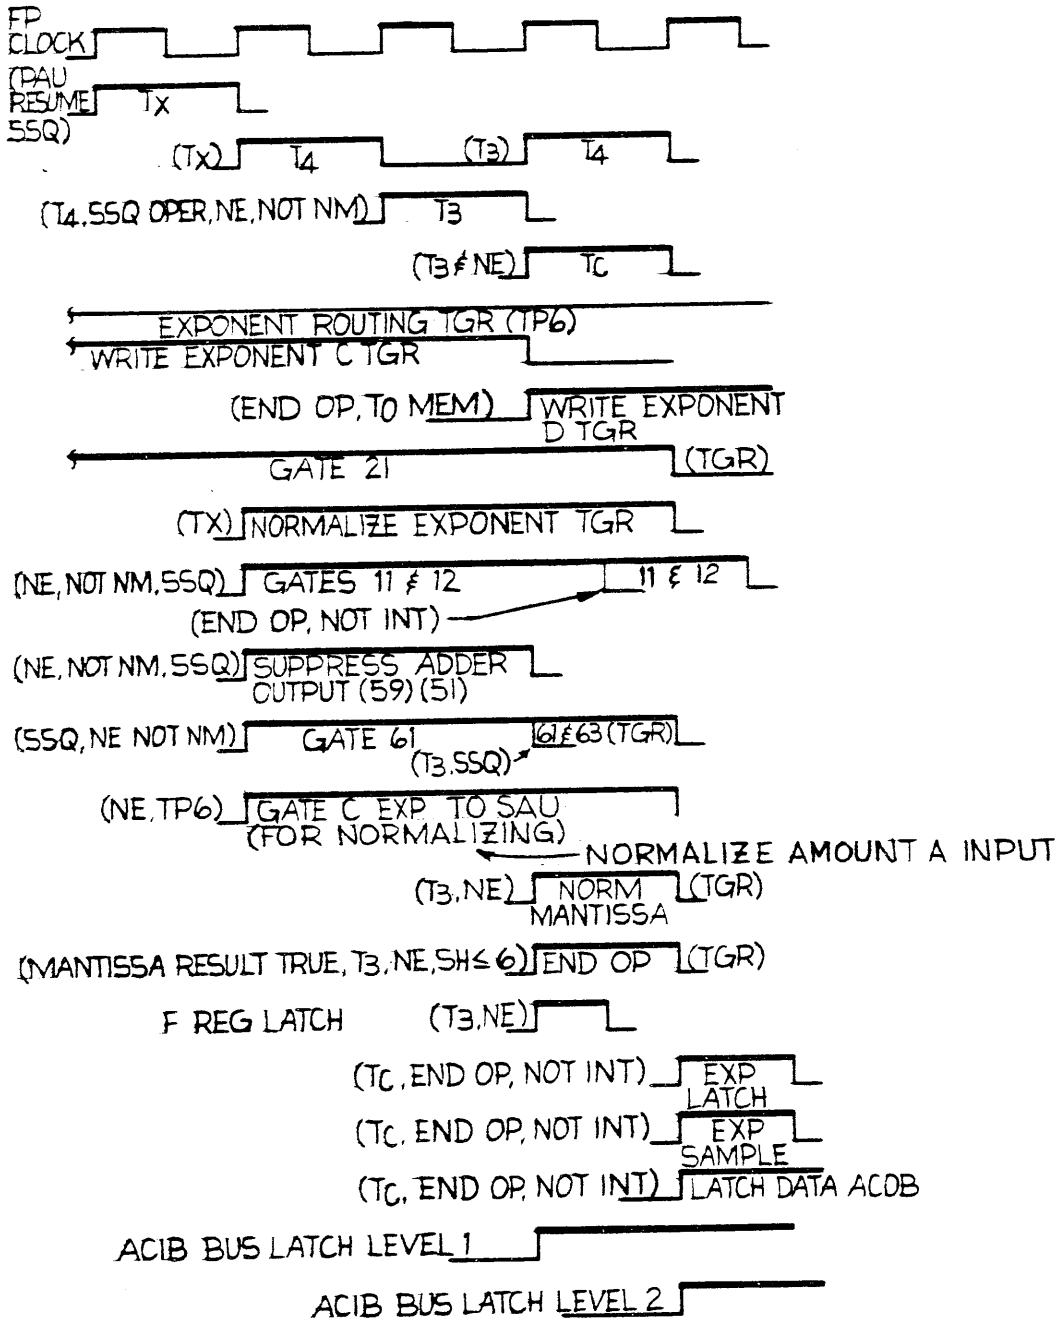 FP
CLOCK
(PAU
RESUME
SSQ)
TX
(TX) T4 (T3) T4
(T4, SSQ OPER, NE, NOT NM) T3
(T3 & NE) TC
EXPONENT ROUTING TGR (TP6)
WRITE EXPONENT C TGR
(END OP, TO MEM) WRITE EXPONENT
D TGR
GATE 21 (TGR)
(TX) NORMALIZE EXPONENT TGR
(NE, NOT NM, SSQ) GATES 11 & 12 11 & 12
(END OP, NOT INT)
(NE, NOT NM, SSQ) SUPPRESS ADDER
OUTPUT (59) (51)
(SSQ, NE NOT NM) GATE 61 61 & 63 (TGR)
(T3, SSQ)
(NE, TP6) GATE C EXP TO SAU
(FOR NORMALIZING)
NORMALIZE AMOUNT A INPUT
(T3, NE) NORM (TGR)
MANTISSA
(MANTISSA RESULT TRUE, T3, NE, SH ≤ 6) END OP (TGR)
F REG LATCH (T3, NE)
(TC, END OP, NOT INT) EXP
LATCH
(TC, END OP, NOT INT) EXP
SAMPLE
(TC, END OP, NOT INT) LATCH DATA ACOB
ACIB BUS LATCH LEVEL 1
ACIB BUS LATCH LEVEL 2